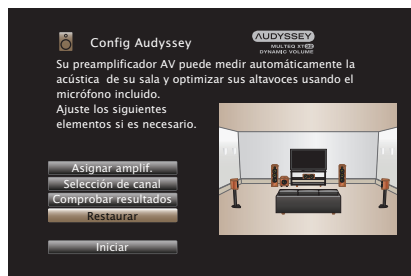 Config Audyssey
AUDYSSEY
MULTEQ XT32
DYNAMIC VOLUME
Su preamplificador AV puede medir automáticamente la
acústica de su sala y optimizar sus altavoces usando el
micrófono incluido.
Ajuste los siguientes
elementos si es necesario.
Asignar amplif.
Selección de canal
Comprobar resultados
Restaurar
Iniciar